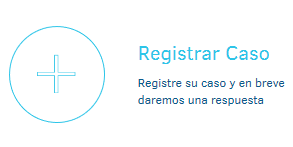 Registrar Caso
Registre su caso y en breve
daremos una respuesta